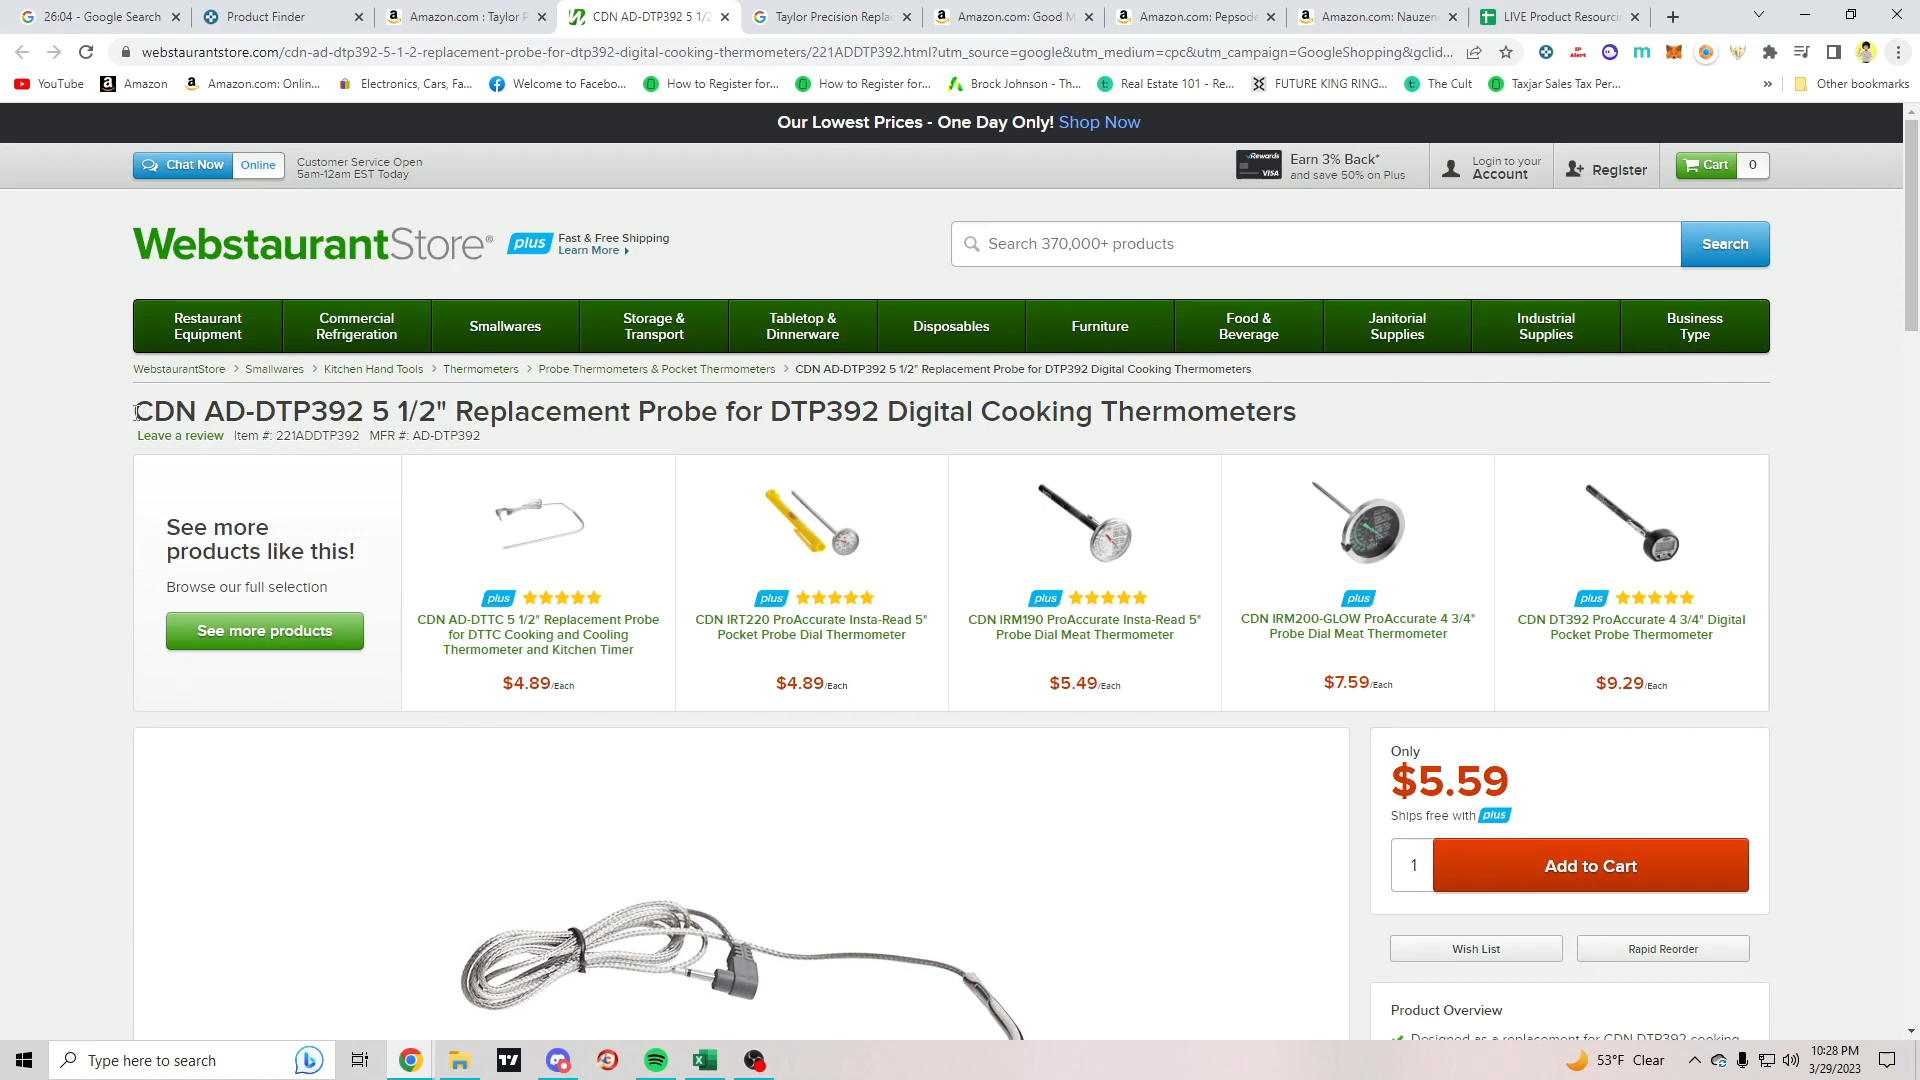 26:04 - Google Search
Product Finder
Amazon.com : Taylor P
CDN AD-DTP392 5 1/2
Taylor Precision Repla
Amazon.com: Good M
Amazon.com: Pepsode
Amazon.com: Nauzen
LIVE Product Resourci
webstaurantstore.com/cdn-ad-dtp392-5-1-2-replacement-probe-for-dtp392-digital-cooking-thermometers/221ADDTP392.html?utm_source=google&utm_medium=cpc&utm_campaign=GoogleShopping&gclid...
YouTube
Amazon
Amazon.com: Onlin...
Electronics, Cars, Fa...
Welcome to Facebo...
How to Register for...
How to Register for...
Brock Johnson - Th...
Real Estate 101 - Re...
FUTURE KING RING...
The Cult
Taxjar Sales Tax Per...
Other bookmarks
Our Lowest Prices - One Day Only! Shop Now
Chat Now Online
Customer Service Open
5am-12am EST Today
Rewards
VISA
Earn 3% Back*
and save 50% on Plus
Login to your
Account
Register
Cart 0
WebstaurantStore®
plus
Fast & Free Shipping
Learn More
Search 370,000+ products
Search
Restaurant
Equipment
Commercial
Refrigeration
Smallwares
Storage &
Transport
Tabletop &
Dinnerware
Disposables
Furniture
Food &
Beverage
Janitorial
Supplies
Industrial
Supplies
Business
Type
WebstaurantStore > Smallwares > Kitchen Hand Tools > Thermometers > Probe Thermometers & Pocket Thermometers > CDN AD-DTP392 5 1/2" Replacement Probe for DTP392 Digital Cooking Thermometers
CDN AD-DTP392 5 1/2" Replacement Probe for DTP392 Digital Cooking Thermometers
Leave a review Item #: 221ADDTP392 MFR #: AD-DTP392
See more
products like this!
Browse our full selection
See more products
plus
CDN AD-DTTC 5 1/2" Replacement Probe
for DTTC Cooking and Cooling
Thermometer and Kitchen Timer
$4.89/Each
plus
CDN IRT220 ProAccurate Insta-Read 5"
Pocket Probe Dial Thermometer
$4.89/Each
plus
CDN IRM190 ProAccurate Insta-Read 5"
Probe Dial Meat Thermometer
$5.49/Each
plus
CDN IRM200-GLOW ProAccurate 4 3/4"
Probe Dial Meat Thermometer
$7.59/Each
plus
CDN DT392 ProAccurate 4 3/4" Digital
Pocket Probe Thermometer
$9.29/Each
Only
$5.59
Ships free with plus
1
Add to Cart
Wish List
Rapid Reorder
Product Overview
Designed as a replacement for CDN DTP392 cooking
Type here to search
53°F Clear
10:28 PM
3/29/2023